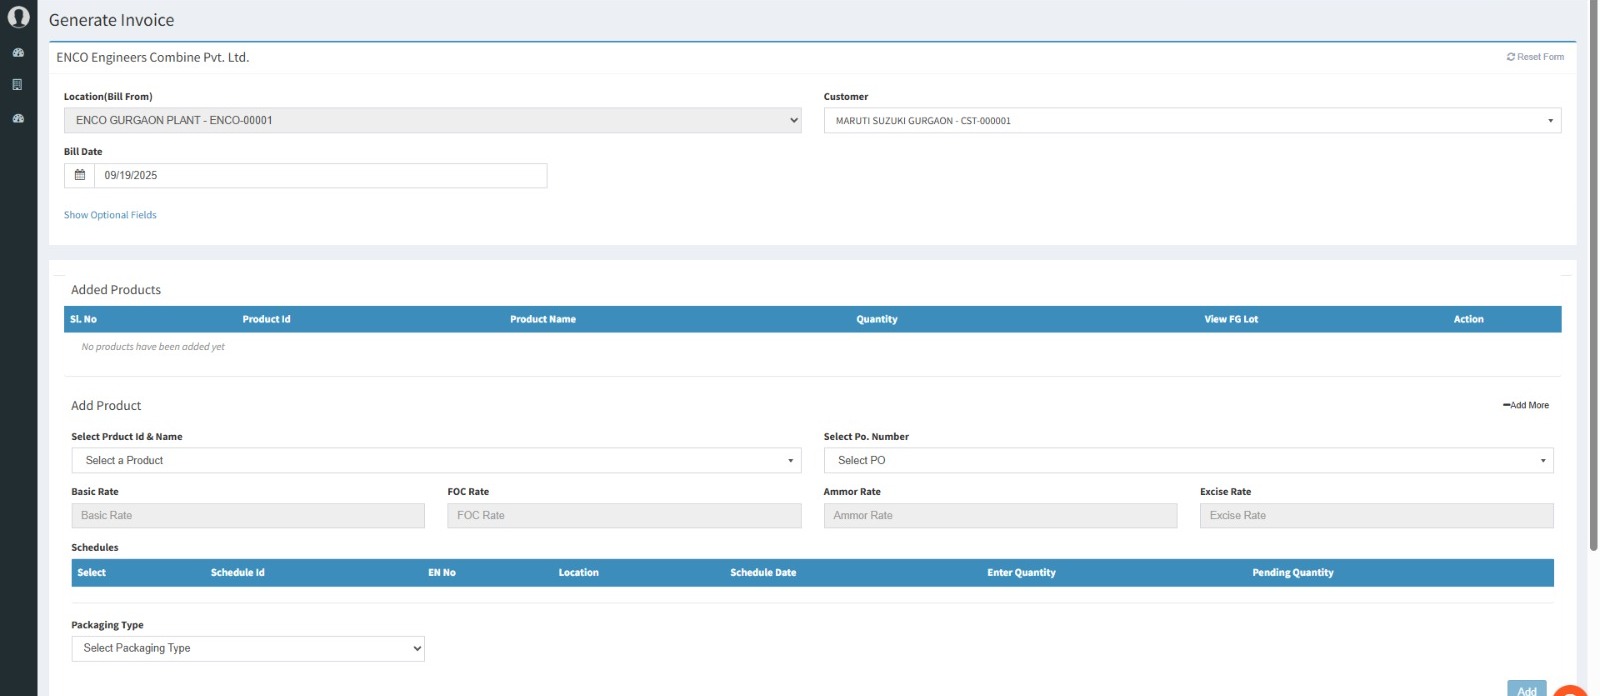 Generate Invoice
ENCO Engineers Combine Pvt. Ltd.
Reset Form
Location(Bill From)
Customer
ENCO GURGAON PLANT - ENCO-00001
MARUTI SUZUKI GURGAON - CST-000001
Bill Date
09/19/2025
Show Optional Fields
Added Products
Sl. No Product Id Product Name Quantity View FG Lot Action
No products have been added yet
Add Product
Add More
Select Prduct Id & Name
Select Po. Number
Select a Product
Select PO
Basic Rate FOC Rate Ammor Rate Excise Rate
Basic Rate FOC Rate Ammor Rate Excise Rate
Schedules
Select Schedule Id EN No Location Schedule Date Enter Quantity Pending Quantity
Packaging Type
Select Packaging Type
Add